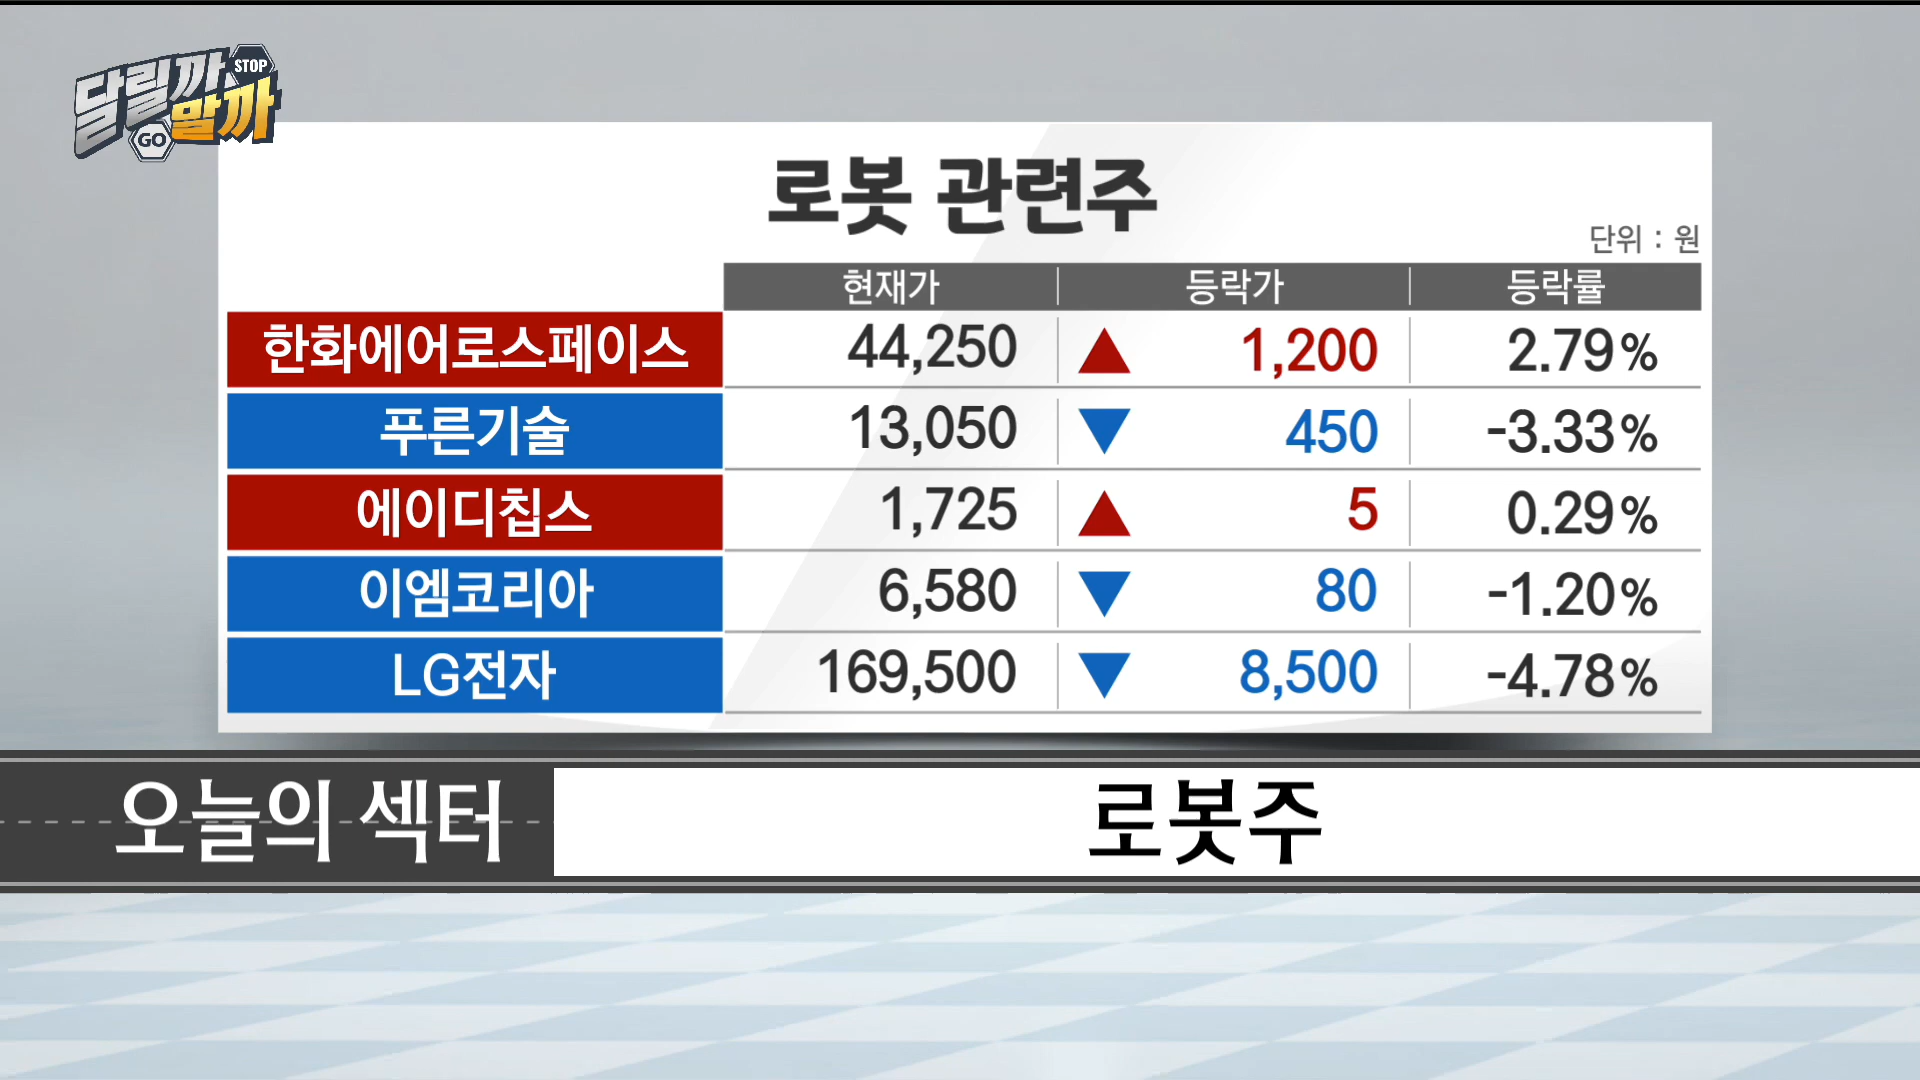 달릴까 STOP
GO 말까
로봇 관련주
단위 : 원
현재가 등락가 등락률
한화에어로스페이스 44,250 ▲ 1,200 2.79%
푸른기술 13,050 ▼ 450 -3.33%
에이디칩스 1,725 ▲ 5 0.29%
이엠코리아 6,580 ▼ 80 -1.20%
LG전자 169,500 ▼ 8,500 -4.78%
오늘의 섹터 로봇주